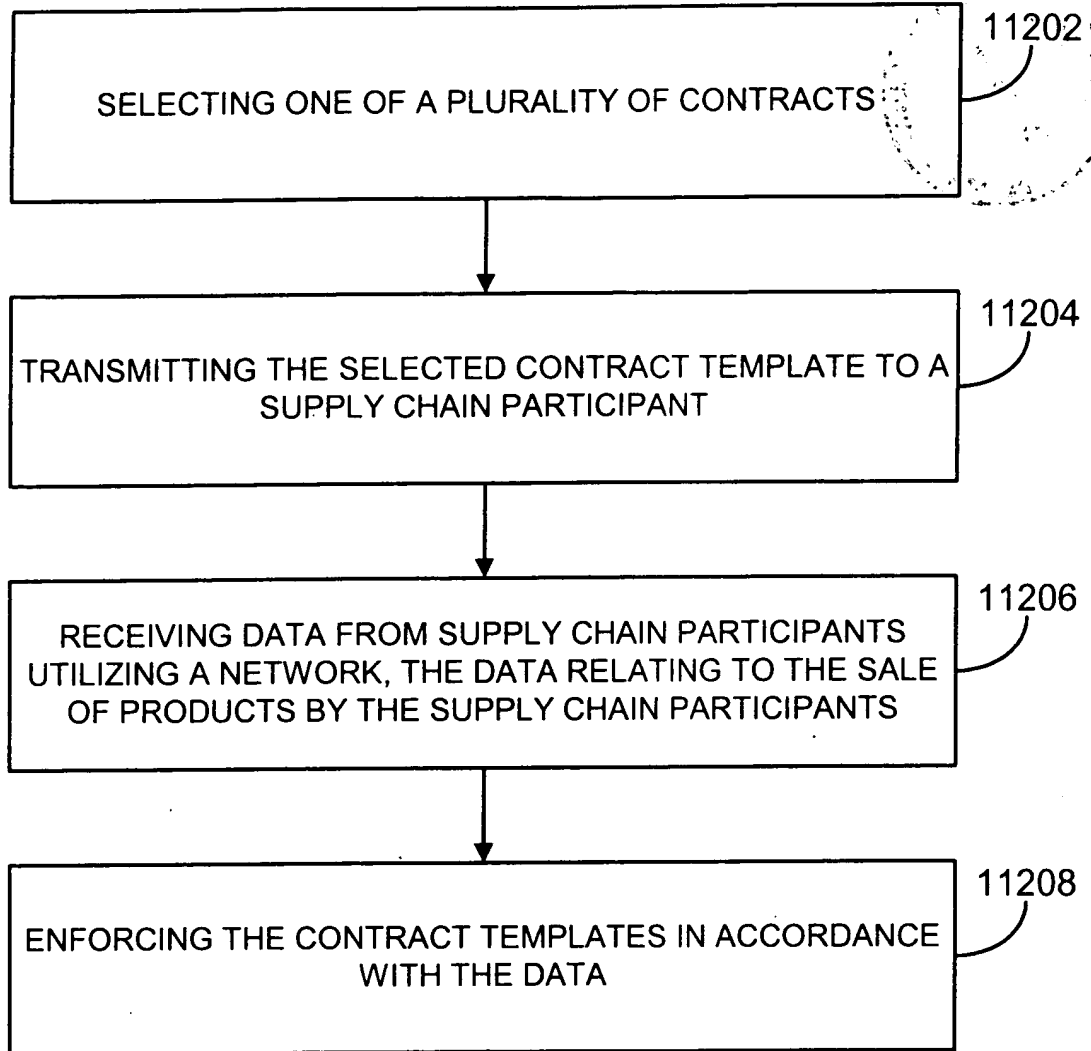 11202
SELECTING ONE OF A PLURALITY OF CONTRACTS
11204
TRANSMITTING THE SELECTED CONTRACT TEMPLATE TO A
SUPPLY CHAIN PARTICIPANT
11206
RECEIVING DATA FROM SUPPLY CHAIN PARTICIPANTS
UTILIZING A NETWORK, THE DATA RELATING TO THE SALE
OF PRODUCTS BY THE SUPPLY CHAIN PARTICIPANTS
11208
ENFORCING THE CONTRACT TEMPLATES IN ACCORDANCE
WITH THE DATA